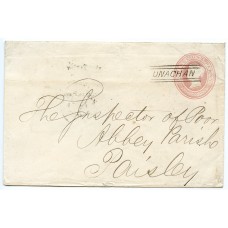 UNACHAN
The Inspector of Poor
Abbey Parish
Paisley